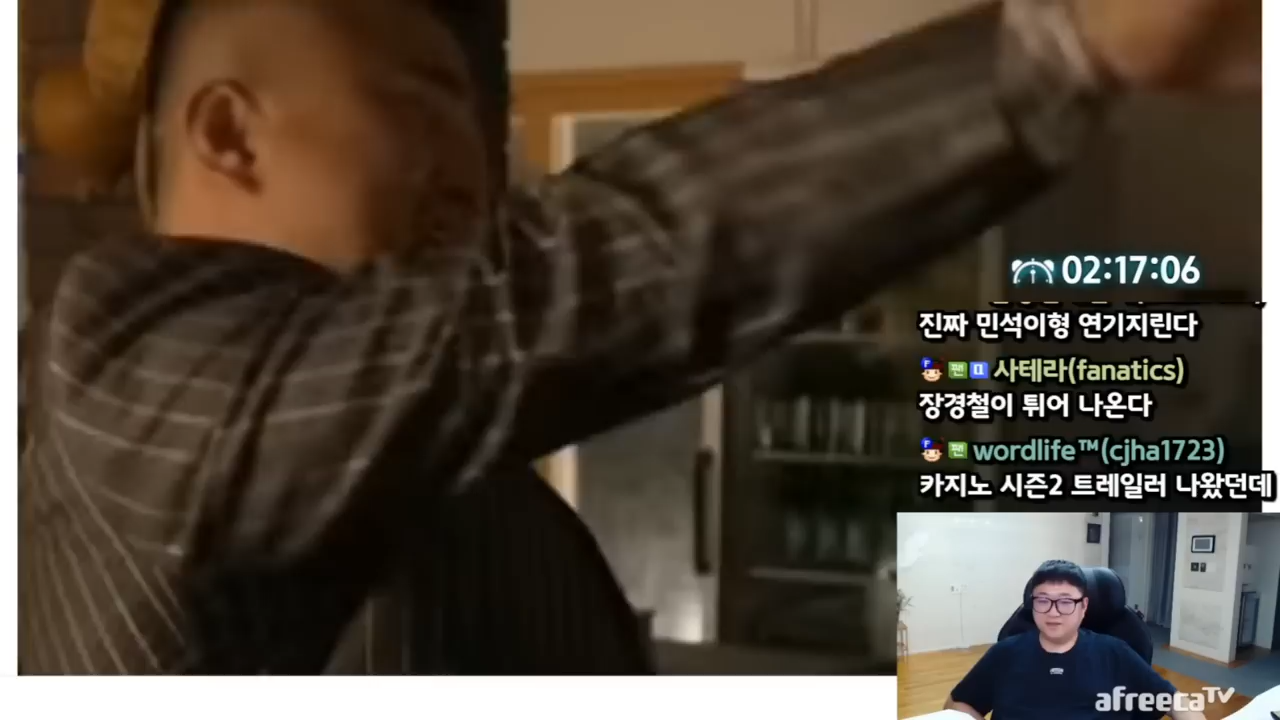 02:17:06
진짜 민석이형 연기지린다
F 팬 α 사테라(fanatics)
장경철이 튀어 나온다
F 팬 wordlife™(cjha1723)
카지노 시즌2 트레일러 나왔던데
afreecaTV